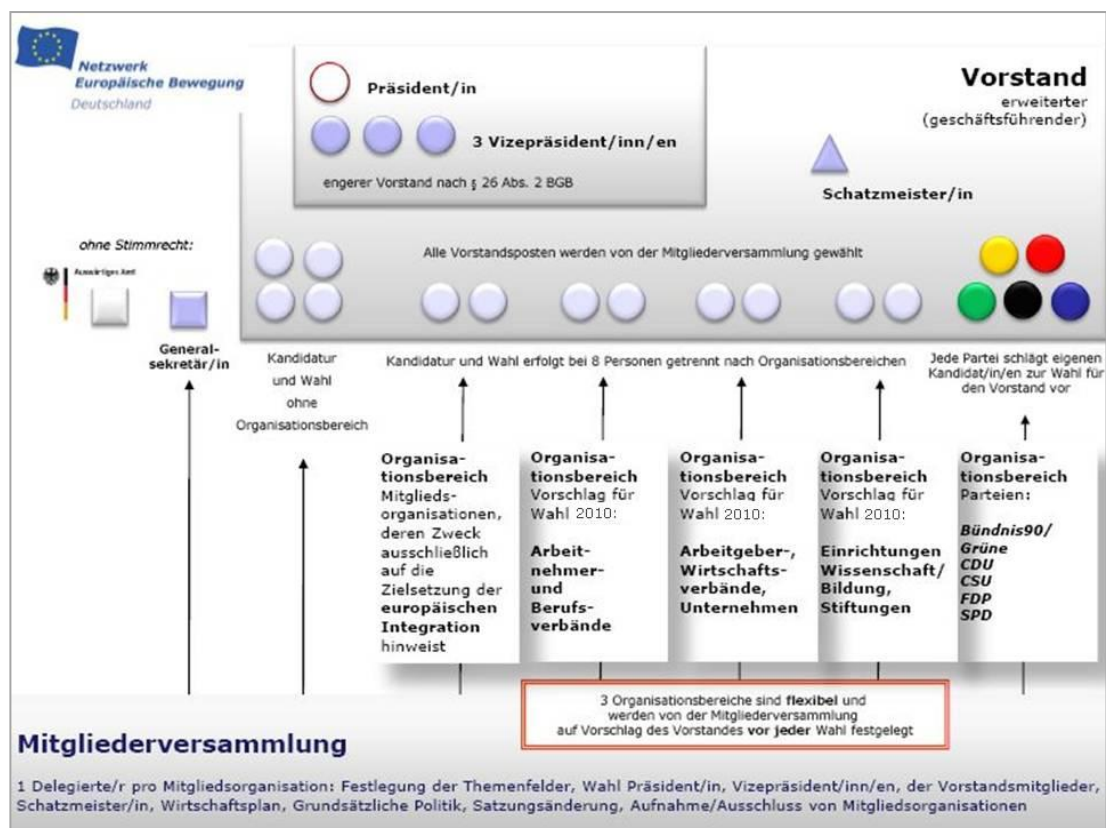 Netzwerk
Europäische Bewegung
Deutschland
Präsident/in
3 Vizepräsident/inn/en
engerer Vorstand nach § 26 Abs. 2 BGB
Vorstand
erweiterter
(geschäftsführender)
Schatzmeister/in
ohne Stimmrecht:
Auswärtiges Amt
Alle Vorstandsposten werden von der Mitgliederversammlung gewählt
General-
sekretär/in
Kandidatur
und Wahl
ohne
Organisationsbereich
Kandidatur und Wahl erfolgt bei 8 Personen getrennt nach Organisationsbereichen
Jede Partei schlägt eigenen
Kandidat/in/en zur Wahl für
den Vorstand vor
Organisa-
tionsbereich
Mitglieds-
organisationen,
deren Zweck
ausschließlich
auf die
Zielsetzung der
europäischen
Integration
hinweist
Organisa-
tionsbereich
Vorschlag für
Wahl 2010:
Arbeit-
nehmer-
und
Berufs-
verbände
Organisa-
tionsbereich
Vorschlag für
Wahl 2010:
Arbeitgeber-,
Wirtschafts-
verbände,
Unternehmen
Organisa-
tionsbereich
Vorschlag für
Wahl 2010:
Einrichtungen
Wissenschaft/
Bildung,
Stiftungen
Organisa-
tionsbereich
Parteien:
Bündnis90/
Grüne
CDU
CSU
FDP
SPD
3 Organisationsbereiche sind flexibel und
werden von der Mitgliederversammlung
auf Vorschlag des Vorstandes vor jeder Wahl festgelegt
Mitgliederversammlung
1 Delegierte/r pro Mitgliedsorganisation: Festlegung der Themenfelder, Wahl Präsident/in, Vizepräsident/inn/en, der Vorstandsmitglieder,
Schatzmeister/in, Wirtschaftsplan, Grundsätzliche Politik, Satzungsänderung, Aufnahme/Ausschluss von Mitgliedsorganisationen